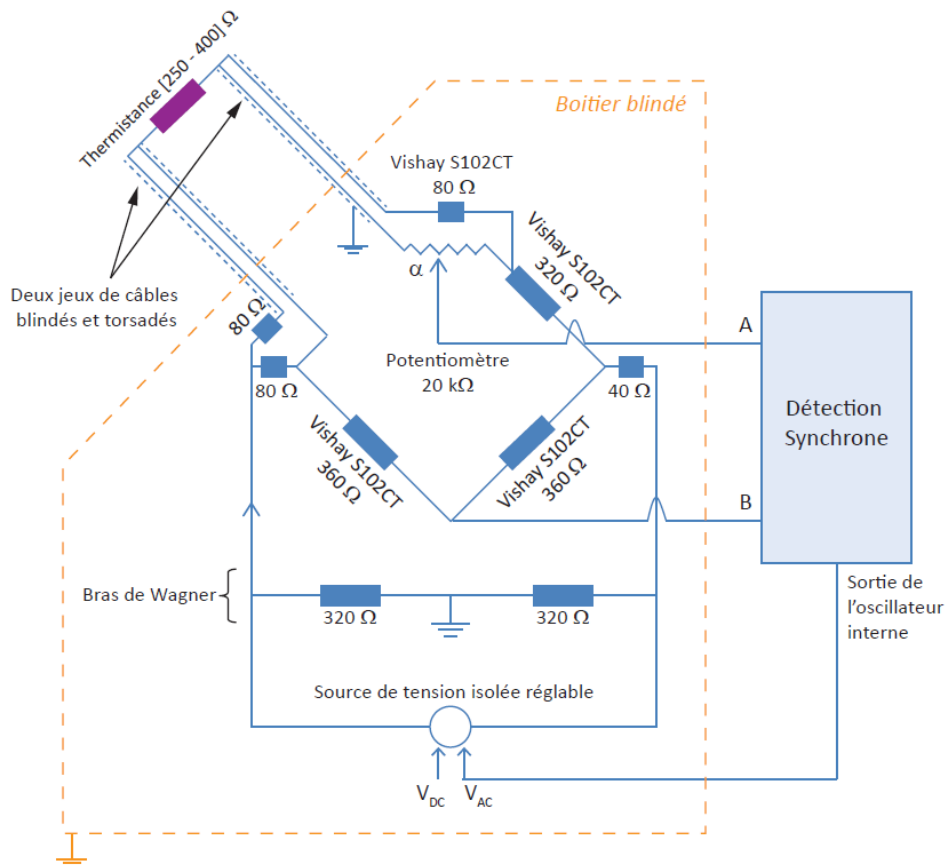 Thermistance [250 - 400] Ω
Boitier blindé
Vishay S102CT
80 Ω
Vishay S102CT
320 Ω
α
Deux jeux de câbles
blindés et torsadés
80 Ω
A
Potentiomètre
20 kΩ
80 Ω
40 Ω
Détection
Synchrone
Vishay S102CT
360 Ω
Vishay S102CT
360 Ω
B
Bras de Wagner
320 Ω
320 Ω
Sortie de
l'oscillateur
interne
Source de tension isolée réglable
V_DC
V_AC